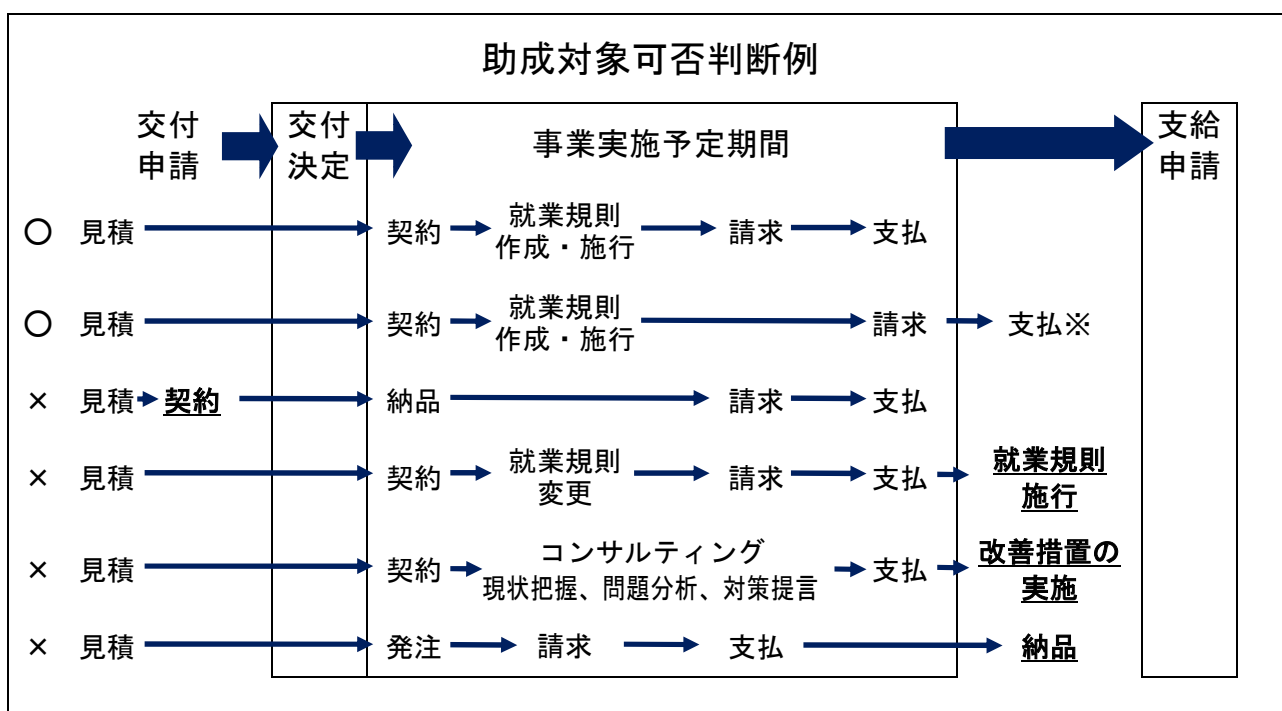 助成対象可否判断例
交付
申請
交付
決定
事業実施予定期間
支給
申請
○ 見積 契約 就業規則
作成・施行 請求 支払
○ 見積 契約 就業規則
作成・施行 請求 支払※
× 見積 契約 納品 請求 支払
× 見積 契約 就業規則
変更 請求 支払 就業規則
施行
× 見積 契約 コンサルティング
現状把握、問題分析、対策提言 支払 改善措置の
実施
× 見積 発注 請求 支払 納品